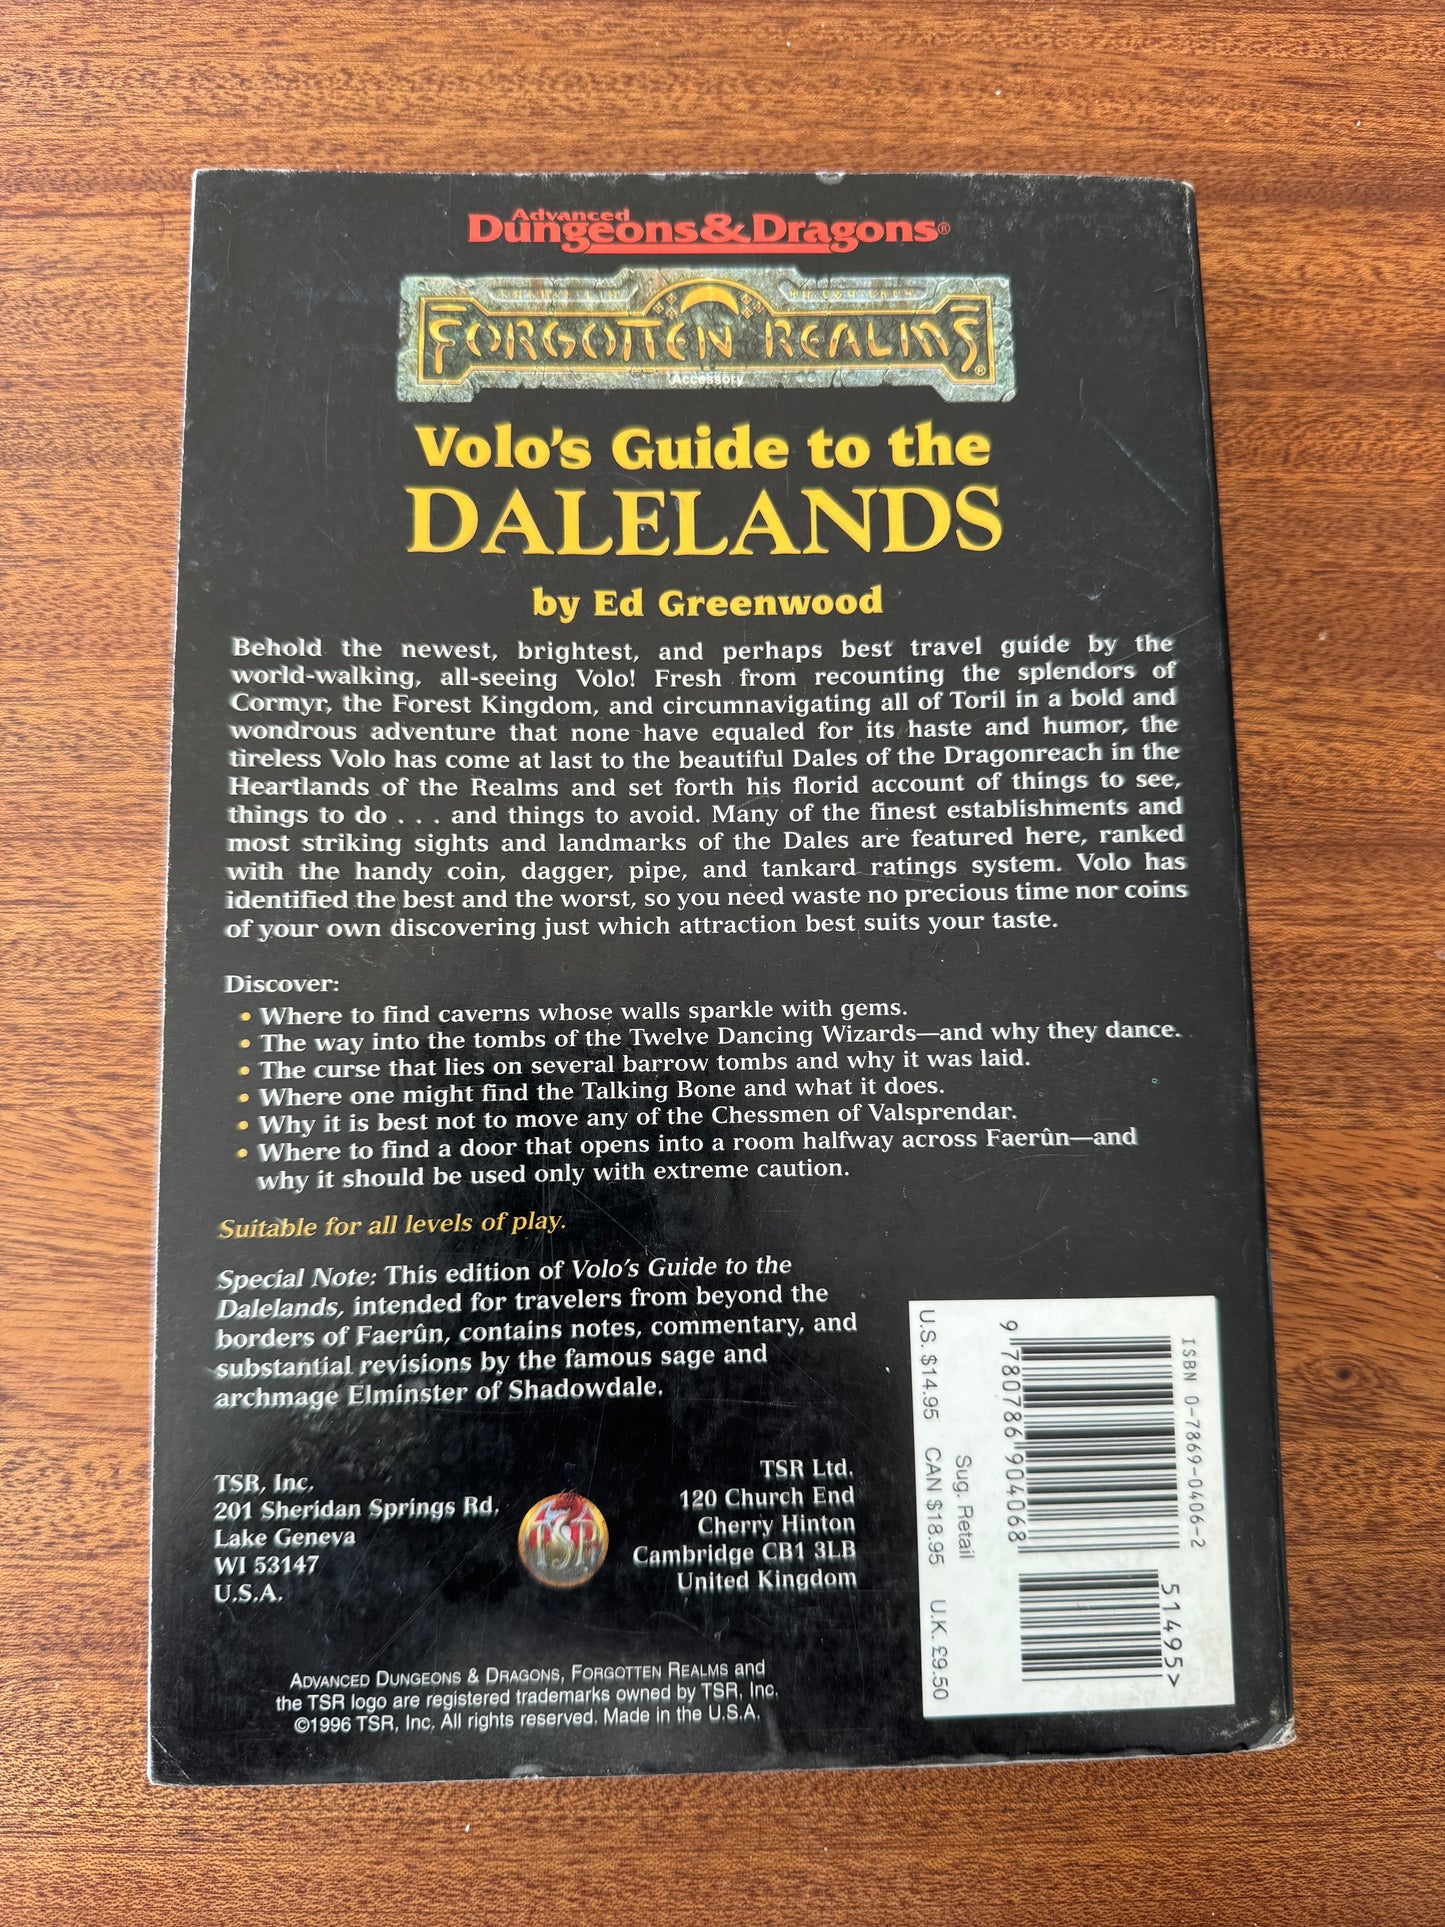 Advanced
Dungeons & Dragons®
FORGOTTEN REALMS®
Accessory
Volo's Guide to the
DALELANDS
by Ed Greenwood
Behold the newest, brightest, and perhaps best travel guide by the
world-walking, all-seeing Volo! Fresh from recounting the splendors of
Cormyr, the Forest Kingdom, and circumnavigating all of Toril in a bold and
wondrous adventure that none have equaled for its haste and humor, the
tireless Volo has come at last to the beautiful Dales of the Dragonreach in the
Heartlands of the Realms and set forth his florid account of things to see,
things to do . . . and things to avoid. Many of the finest establishments and
most striking sights and landmarks of the Dales are featured here, ranked
with the handy coin, dagger, pipe, and tankard ratings system. Volo has
identified the best and the worst, so you need waste no precious time nor coins
of your own discovering just which attraction best suits your taste.
Discover:
• Where to find caverns whose walls sparkle with gems.
• The way into the tombs of the Twelve Dancing Wizards—and why they dance.
• The curse that lies on several barrow tombs and why it was laid.
• Where one might find the Talking Bone and what it does.
• Why it is best not to move any of the Chessmen of Valsprendar.
• Where to find a door that opens into a room halfway across Faerûn—and
why it should be used only with extreme caution.
Suitable for all levels of play.
Special Note: This edition of Volo's Guide to the
Dalelands, intended for travelers from beyond the
borders of Faerûn, contains notes, commentary, and
substantial revisions by the famous sage and
archmage Elminster of Shadowdale.
TSR, Inc.
201 Sheridan Springs Rd.
Lake Geneva
WI 53147
U.S.A.
TSR
TSR Ltd.
120 Church End
Cherry Hinton
Cambridge CB1 3LB
United Kingdom
ISBN 0-7869-0406-2
51495>
9 780786 904068
Sug. Retail
U.S. $14.95 CAN $18.95 U.K. £9.50
ADVANCED DUNGEONS & DRAGONS, FORGOTTEN REALMS and
the TSR logo are registered trademarks owned by TSR, Inc.
©1996 TSR, Inc. All rights reserved. Made in the U.S.A.